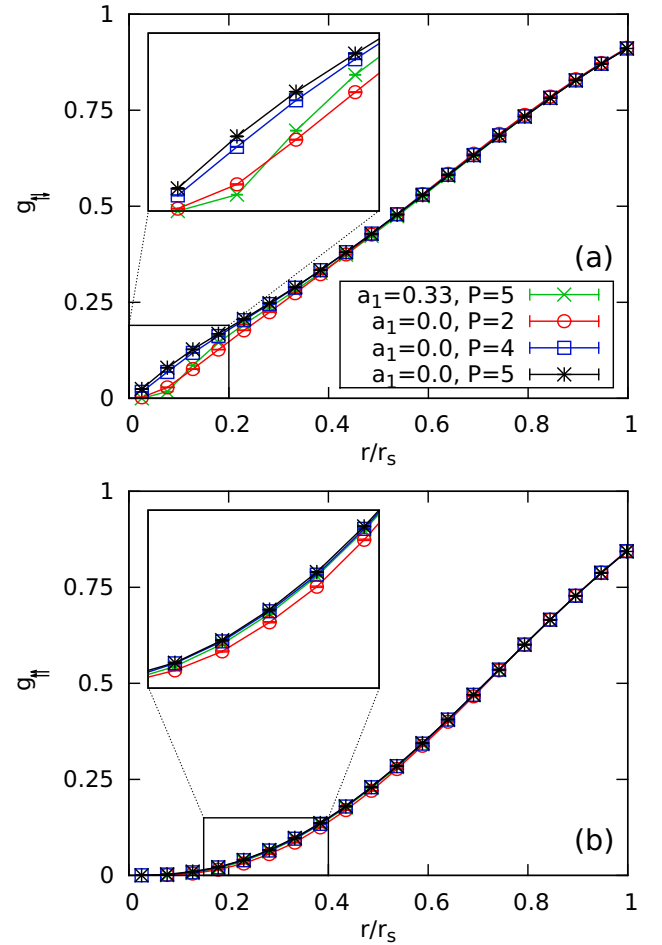 1
0.75
0.5
0.25
0
g↑↓
(a)
a₁=0.33, P=5
a₁=0.0, P=2
a₁=0.0, P=4
a₁=0.0, P=5
0 0.2 0.4 0.6 0.8 1
r/rₛ
1
0.75
0.5
0.25
0
g↑↑
(b)
0 0.2 0.4 0.6 0.8 1
r/rₛ